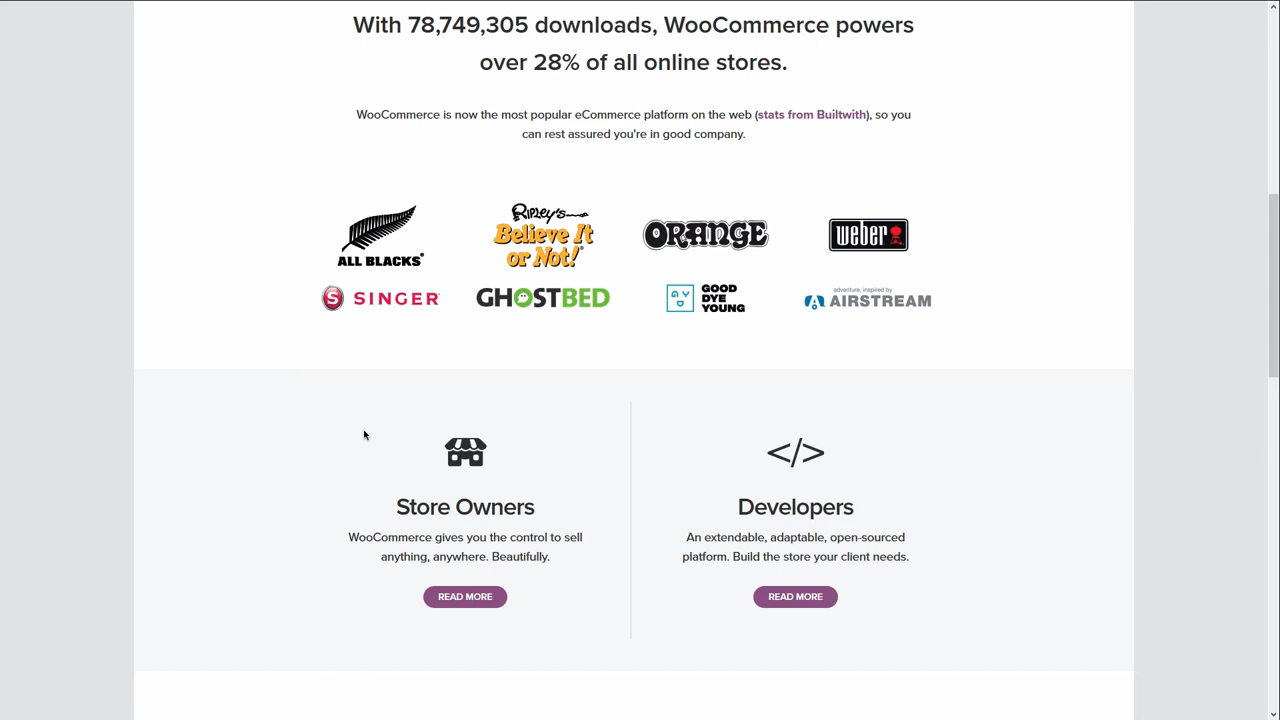 With 78,749,305 downloads, WooCommerce powers
over 28% of all online stores.
WooCommerce is now the most popular eCommerce platform on the web (stats from Builtwith), so you
can rest assured you're in good company.
ALL BLACKS
Ripley's
Believe It
or Not!
ORANGE
weber
S SINGER
GHOSTBED
GOOD
DYE
YOUNG
adventure, inspired by
AIRSTREAM
</>
Store Owners
WooCommerce gives you the control to sell
anything, anywhere. Beautifully.
READ MORE
Developers
An extendable, adaptable, open-sourced
platform. Build the store your client needs.
READ MORE